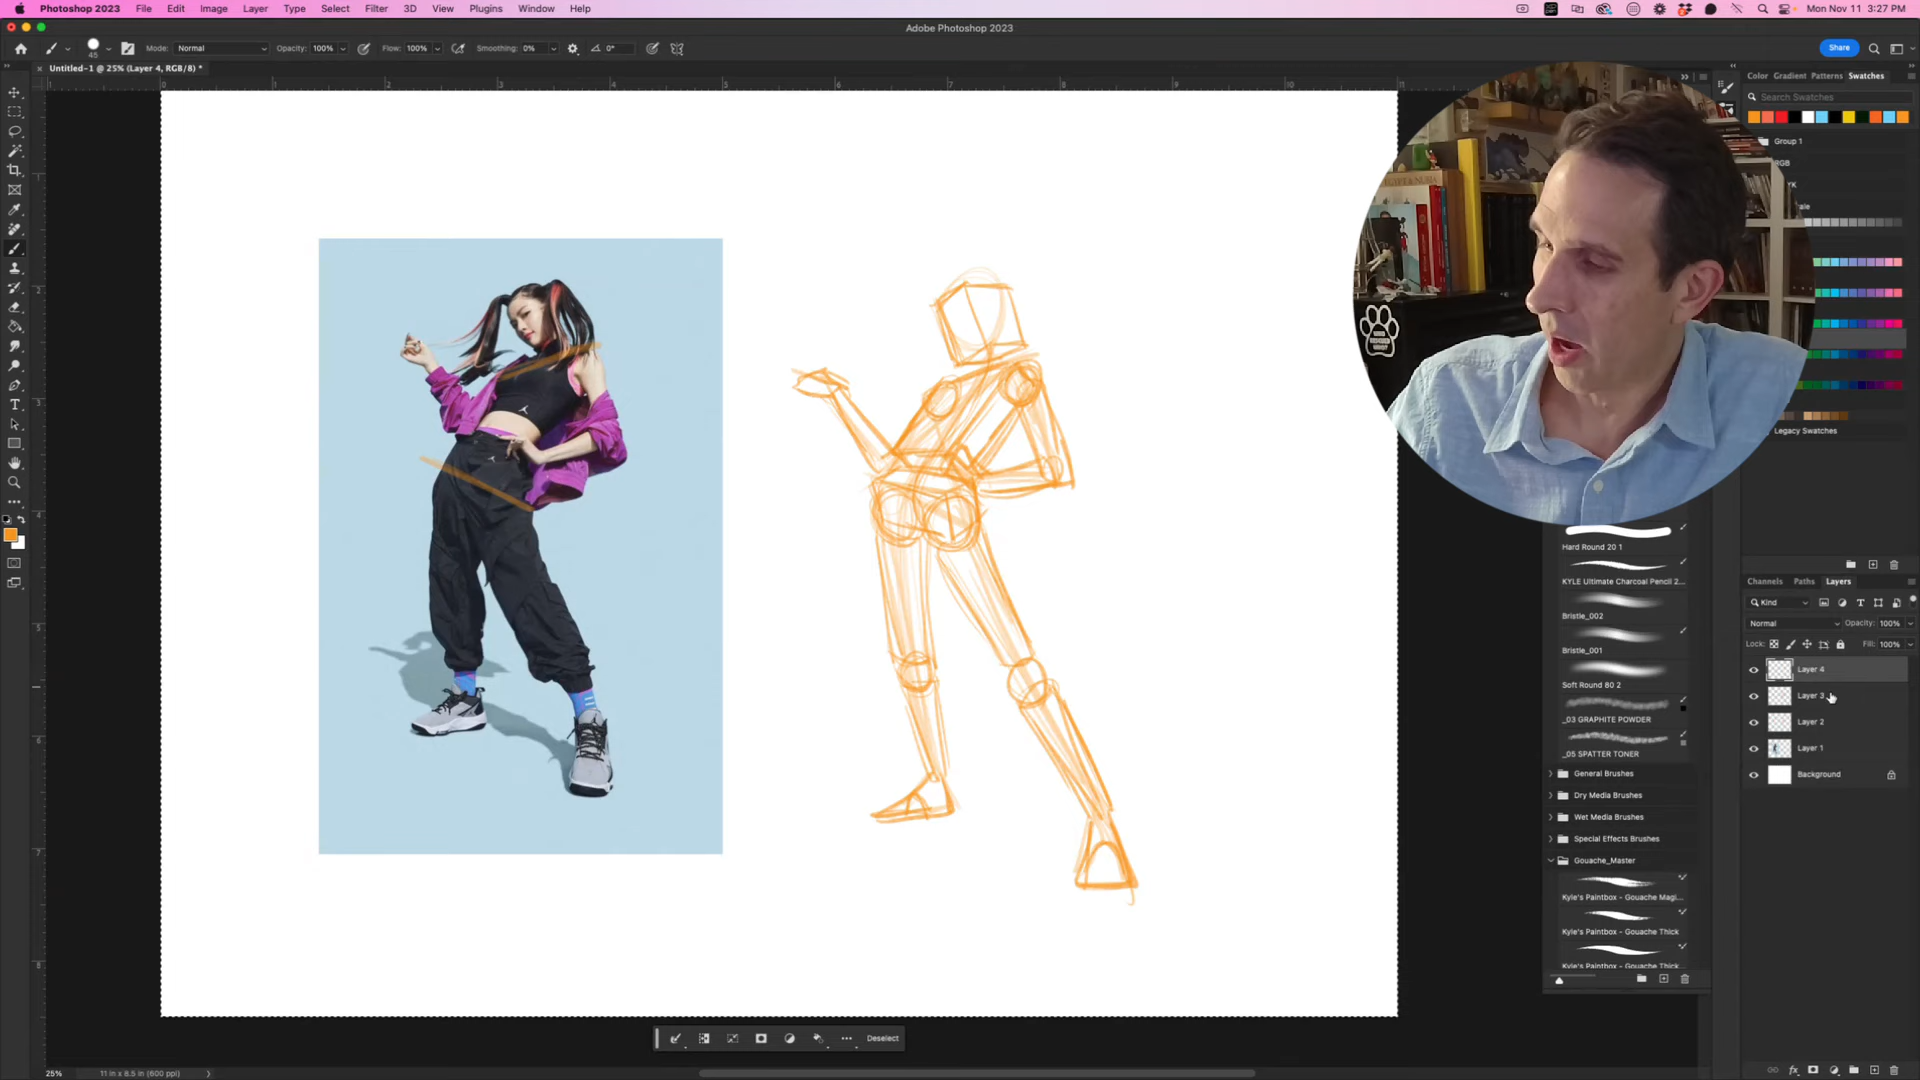 Photoshop 2023 File Edit Image Layer Type Select Filter 3D View Plugins Window Help Mon Nov 11 3:27 PM
Adobe Photoshop 2023
45 Mode: Normal Opacity: 100% Flow: 100% Smoothing: 0% 0° Share
Untitled-1 @ 25% (Layer 4, RGB/8) *
Color Gradient Patterns Swatches
Search Swatches
Group 1
RGB
Legacy Swatches
Hard Round 20 1
KYLE Ultimate Charcoal Pencil 2...
Bristle_002
Bristle_001
Soft Round 80 2
_03 GRAPHITE POWDER
_05 SPATTER TONER
General Brushes
Dry Media Brushes
Wet Media Brushes
Special Effects Brushes
Gouache_Master
Kyle's Paintbox - Gouache Magi...
Kyle's Paintbox - Gouache Thick
Kyle's Paintbox - Gouache Thick...
Channels Paths Layers
Kind
Normal Opacity: 100%
Lock: Fill: 100%
Layer 4
Layer 3
Layer 2
Layer 1
Background
Deselect
25% 11 in x 8.5 in (600 ppi)